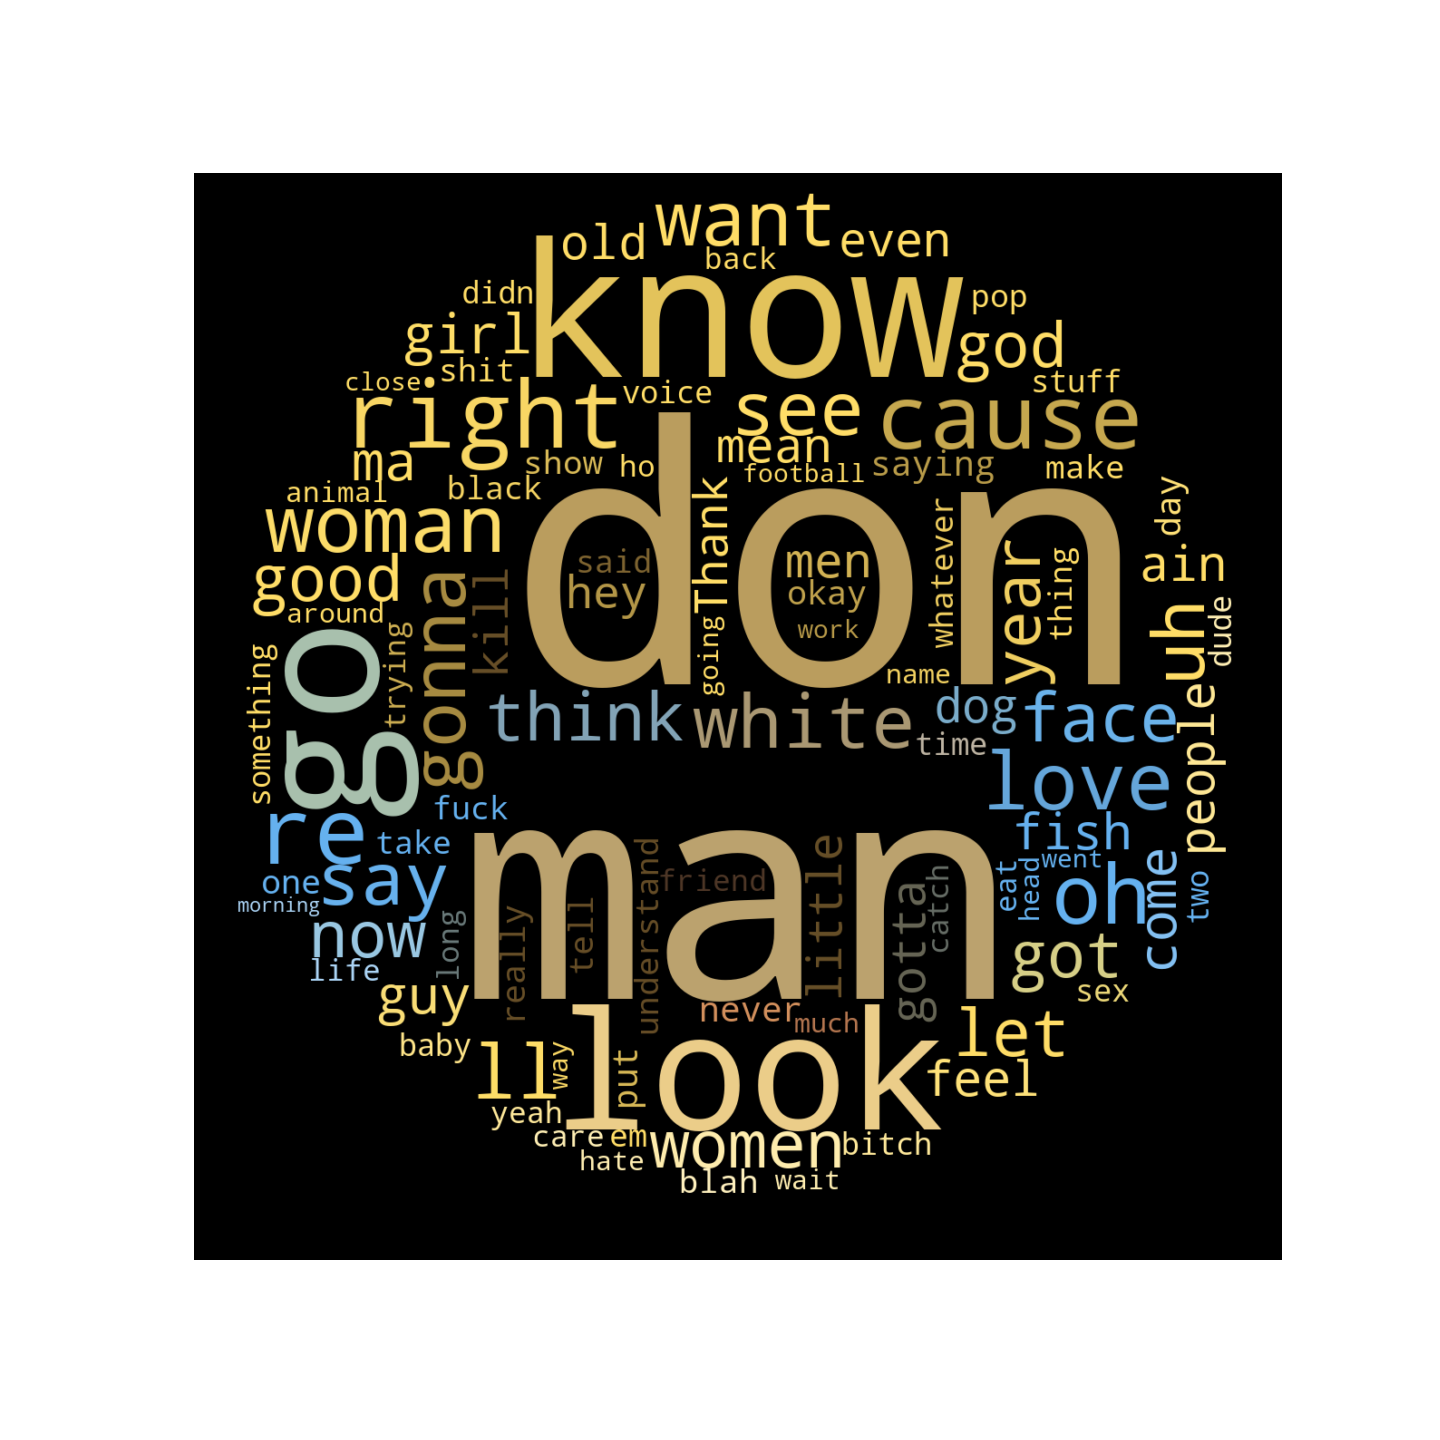 want
old
even
back
know
didn
pop
girl
god
shit
close
stuff
voice
right
see
cause
mean
ma
show
ho
football
saying
make
animal
black
don
day
woman
Thank
whatever
year
said
men
thing
ain
good
hey
okay
kill
around
work
uh
dude
gonna
going
go
trying
something
name
people
think
white
dog
face
time
love
re
fuck
fish
take
man
say
went
one
morning
friend
understand
little
eat
head
oh
come
two
now
long
really
tell
gotta
catch
got
life
guy
sex
never
much
look
let
baby
ll
way
put
feel
yeah
care
em
women
bitch
hate
blah
wait